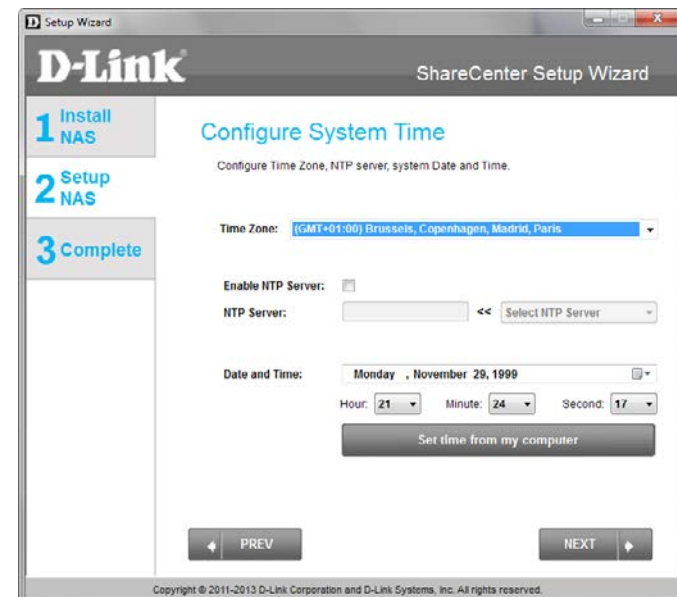 D Setup Wizard
D-Link
ShareCenter Setup Wizard
1 Install NAS
2 Setup NAS
3 Complete
Configure System Time
Configure Time Zone, NTP server, system Date and Time.
Time Zone: (GMT+01:00) Brussels, Copenhagen, Madrid, Paris
Enable NTP Server:
NTP Server: << Select NTP Server
Date and Time: Monday , November 29, 1999
Hour: 21 Minute: 24 Second: 17
Set time from my computer
PREV
NEXT
Copyright © 2011-2013 D-Link Corporation and D-Link Systems, Inc. All rights reserved.